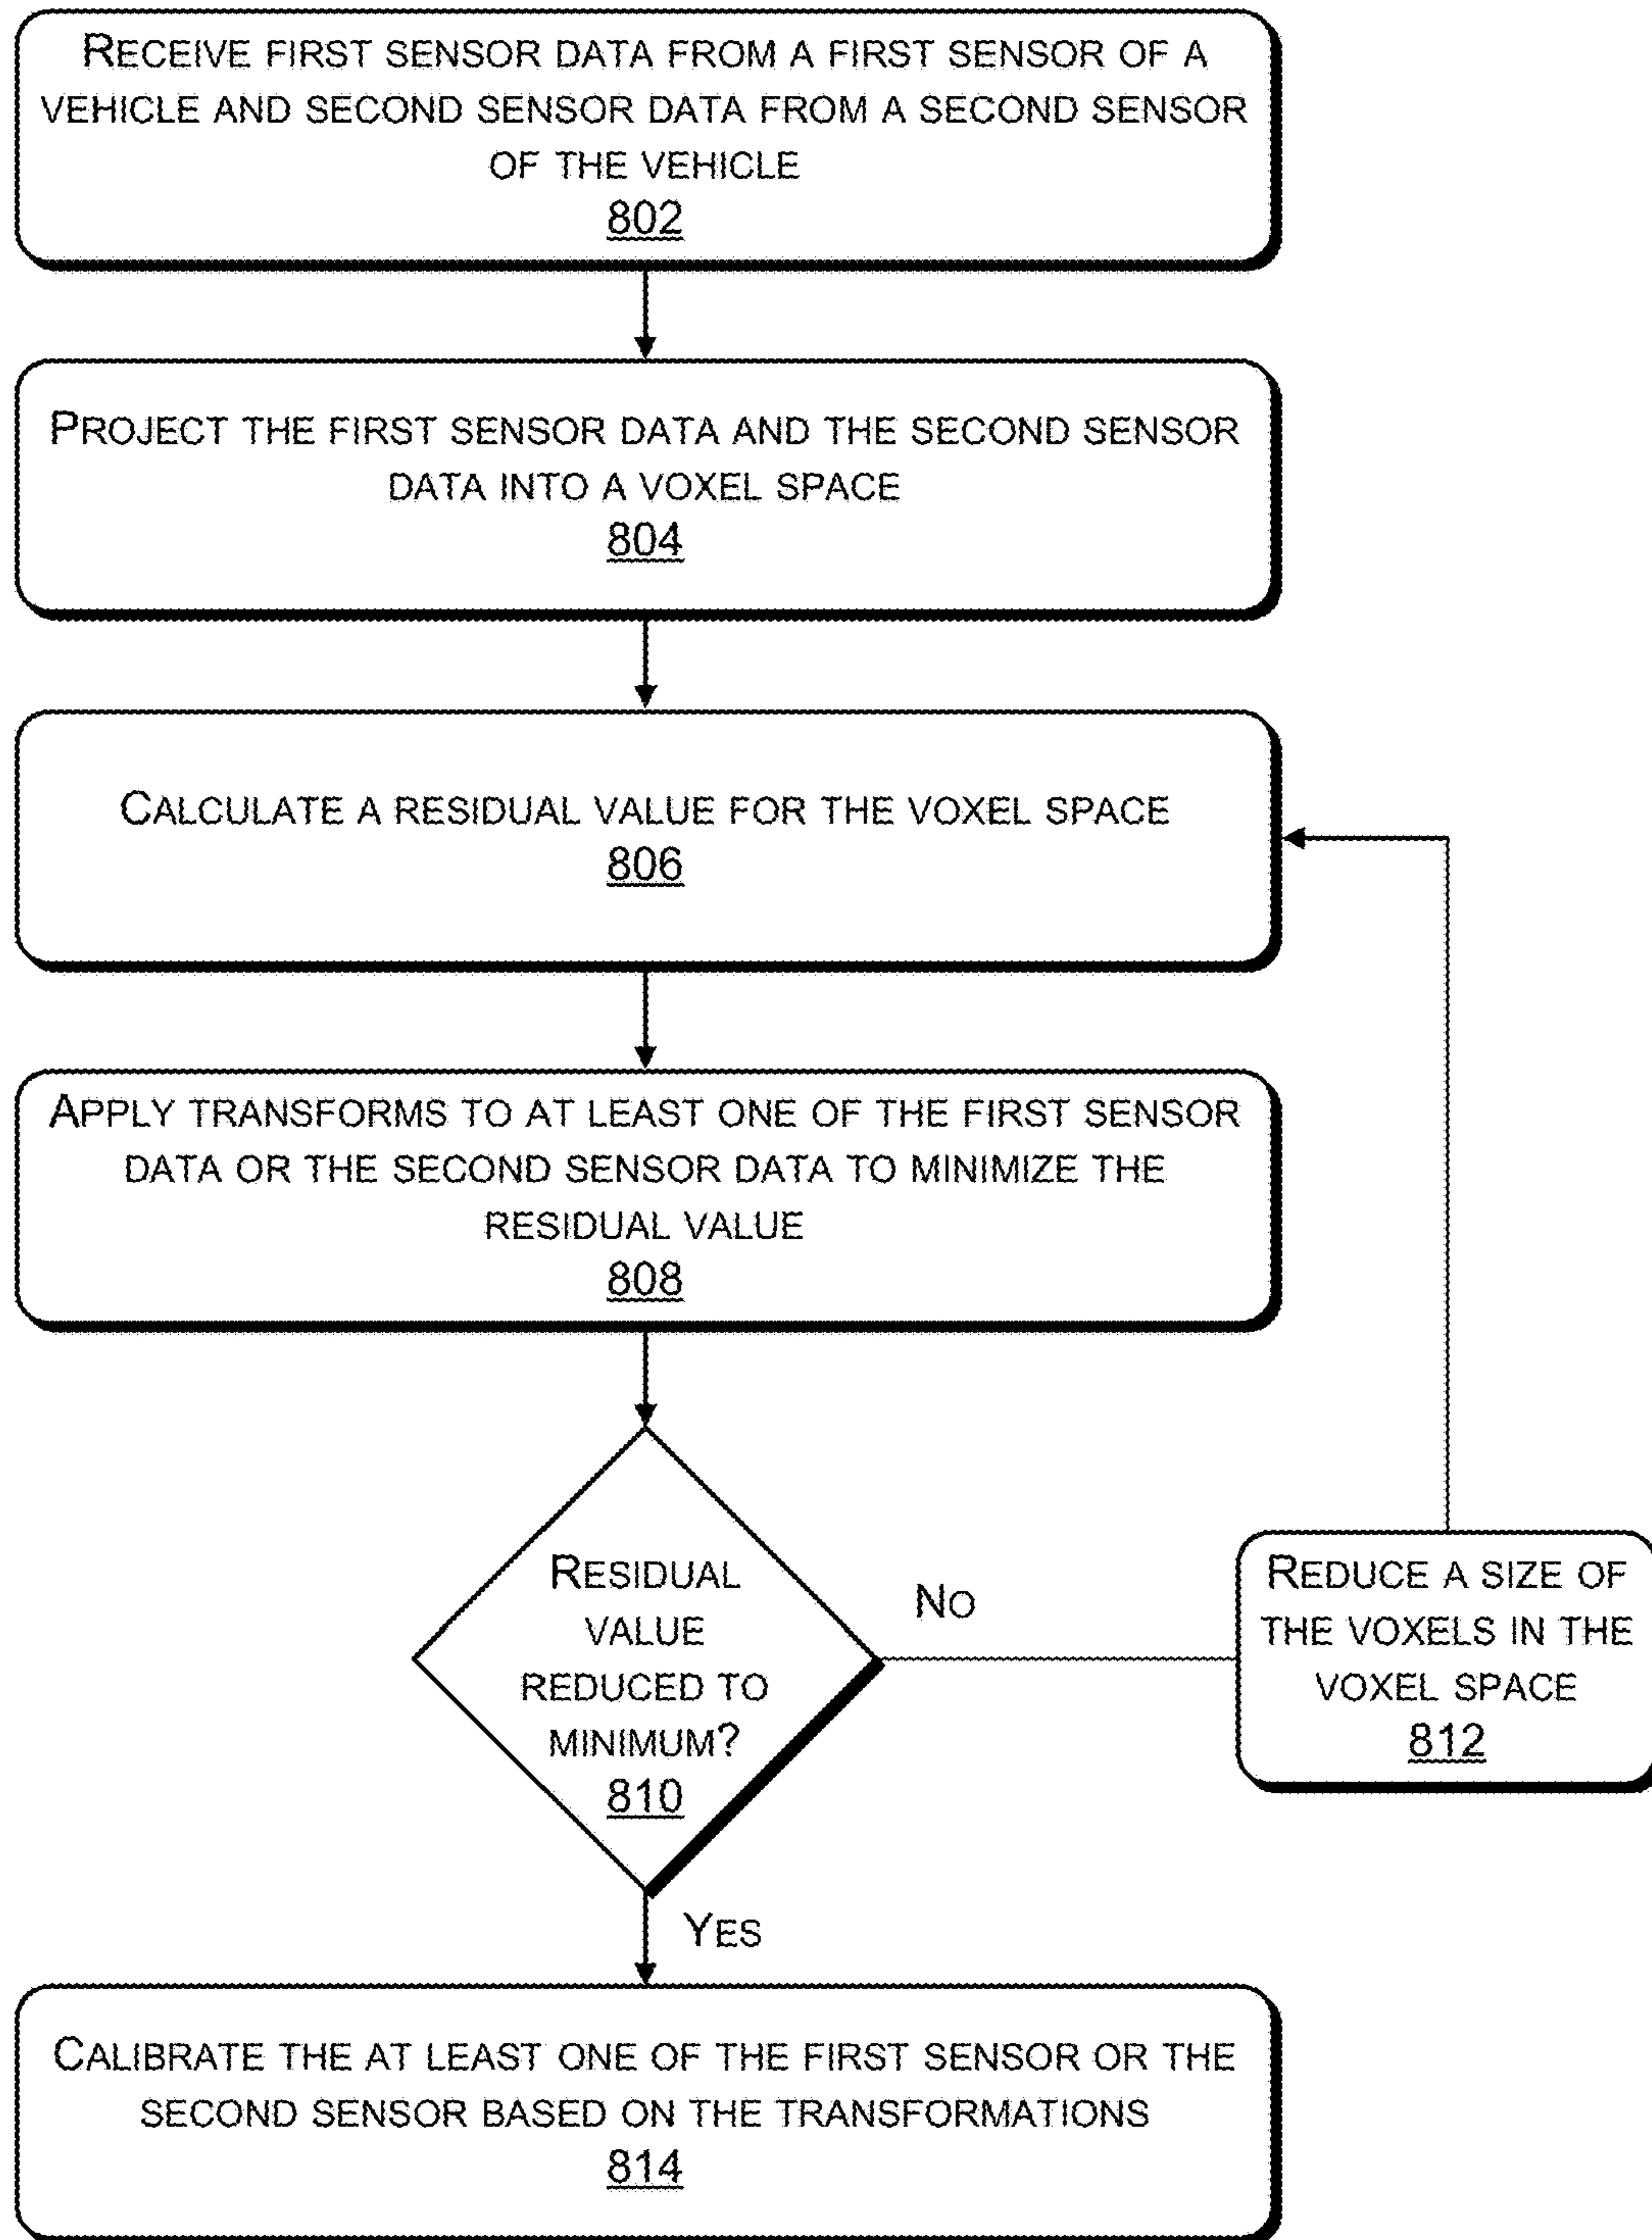 RECEIVE FIRST SENSOR DATA FROM A FIRST SENSOR OF A
VEHICLE AND SECOND SENSOR DATA FROM A SECOND SENSOR
OF THE VEHICLE
802
PROJECT THE FIRST SENSOR DATA AND THE SECOND SENSOR
DATA INTO A VOXEL SPACE
804
CALCULATE A RESIDUAL VALUE FOR THE VOXEL SPACE
806
APPLY TRANSFORMS TO AT LEAST ONE OF THE FIRST SENSOR
DATA OR THE SECOND SENSOR DATA TO MINIMIZE THE
RESIDUAL VALUE
808
RESIDUAL
VALUE
REDUCED TO
MINIMUM?
810
NO
REDUCE A SIZE OF
THE VOXELS IN THE
VOXEL SPACE
812
YES
CALIBRATE THE AT LEAST ONE OF THE FIRST SENSOR OR THE
SECOND SENSOR BASED ON THE TRANSFORMATIONS
814